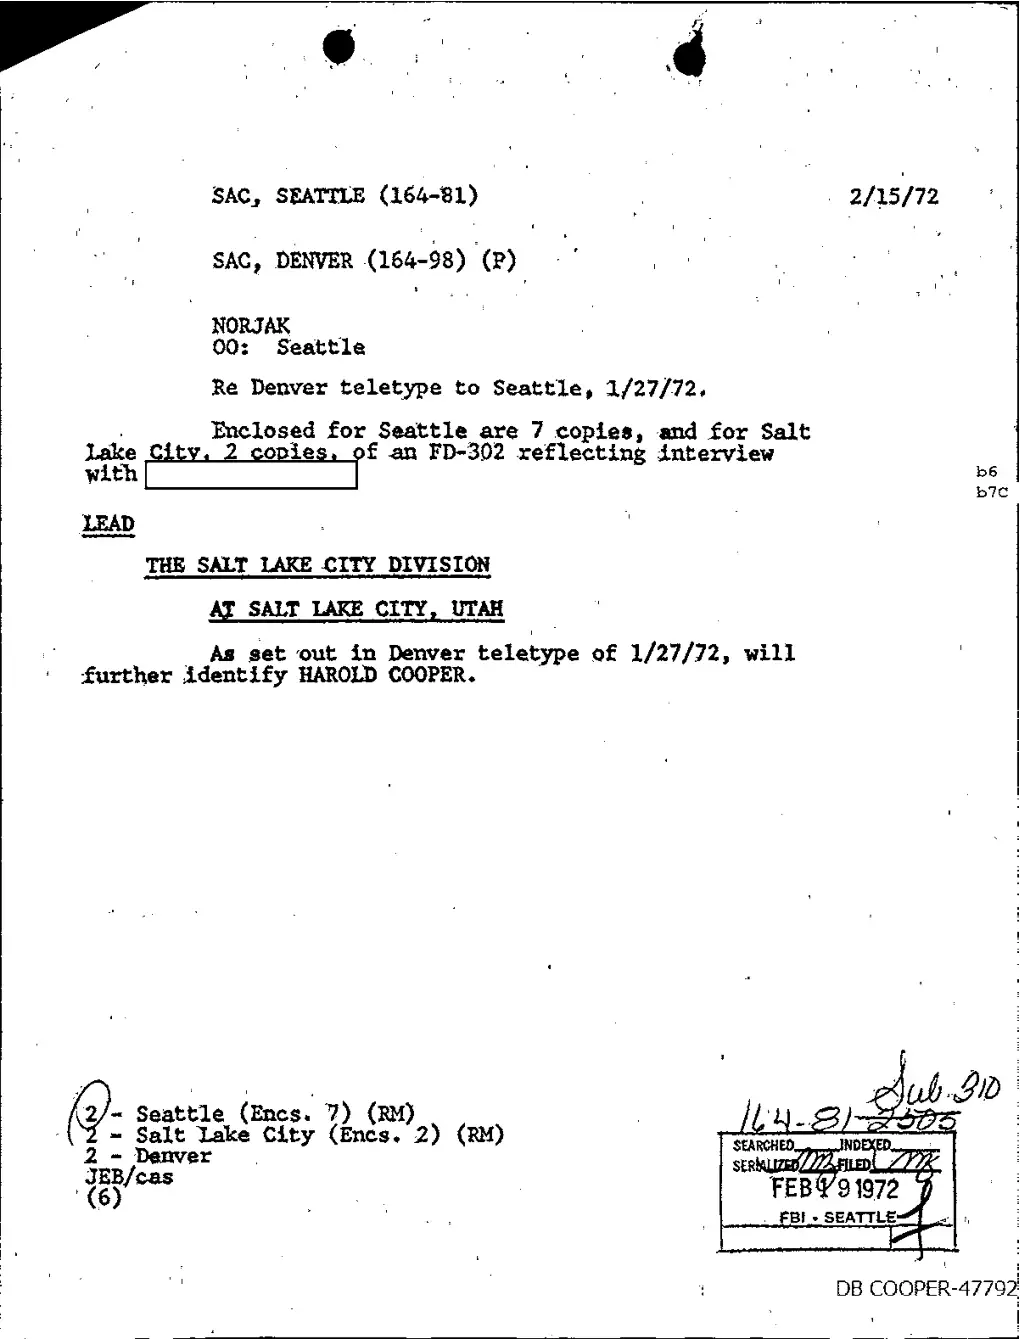 SAC, SEATTLE (164-81) 2/15/72
SAC, DENVER (164-98) (P)
NORJAK
OO: Seattle
Re Denver teletype to Seattle, 1/27/72.
Enclosed for Seattle are 7 copies, and for Salt
Lake City, 2 copies, of an FD-302 reflecting interview
with
b6
b7C
LEAD
THE SALT LAKE CITY DIVISION
AT SALT LAKE CITY, UTAH
As set out in Denver teletype of 1/27/72, will
further identify HAROLD COOPER.
Sub 310
164-81-2505
2 - Seattle (Encs. 7) (RM)
2 - Salt Lake City (Encs. 2) (RM)
2 - Denver
JEB/cas
(6)
SEARCHED INDEXED
SERIALIZED FILED
FEB 19 1972
FBI - SEATTLE
DB COOPER-47792